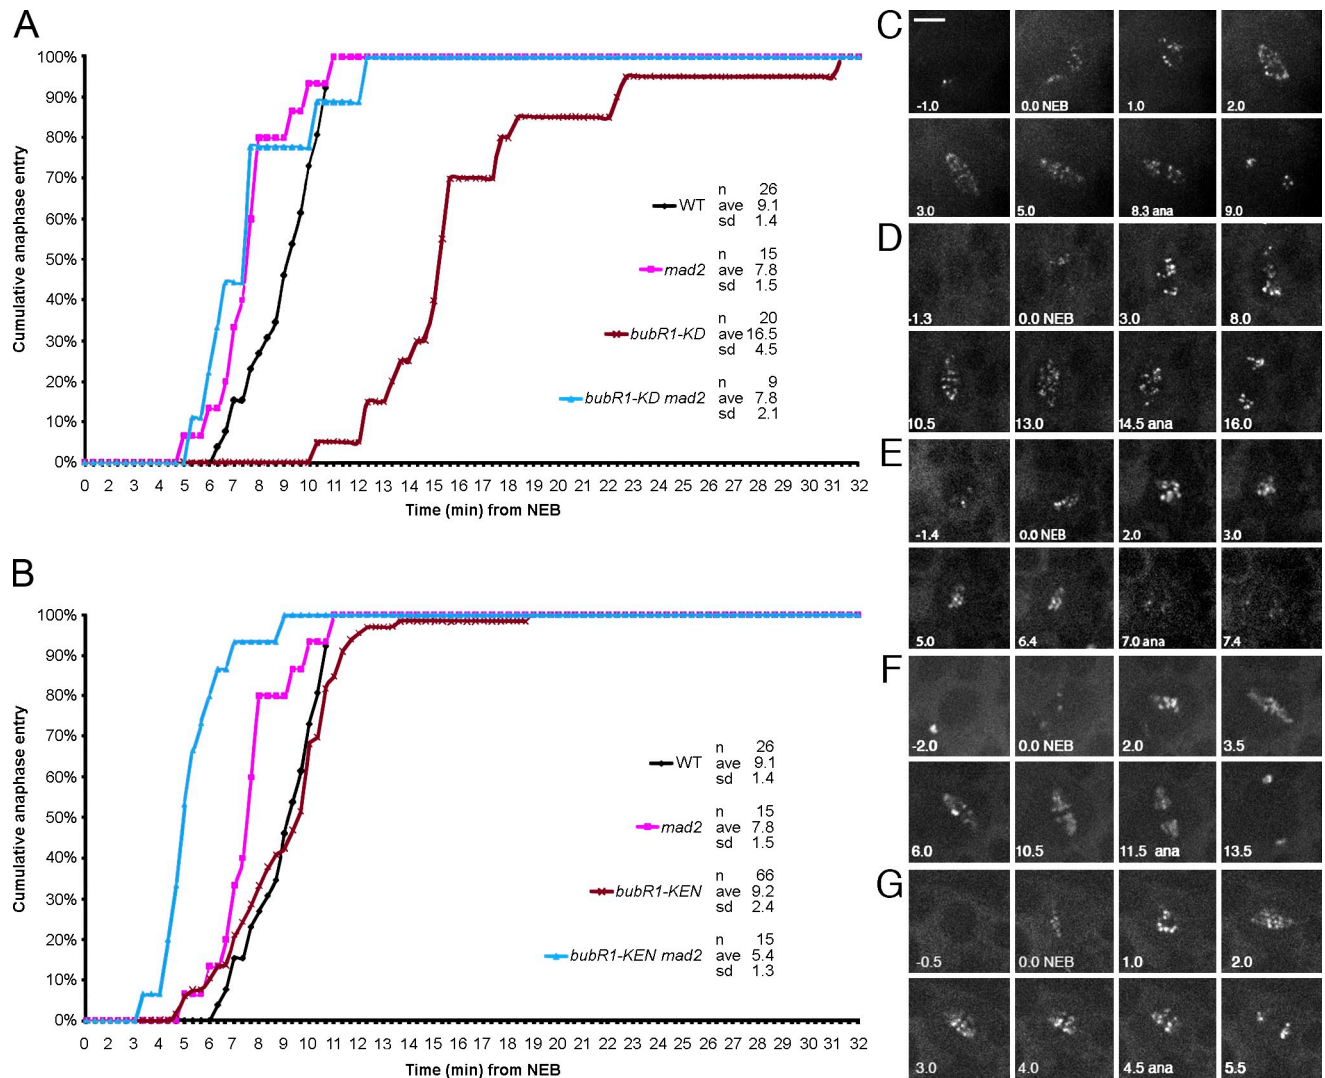 A
100%
90%
80%
70%
60%
50%
40%
30%
20%
10%
0%
Cumulative anaphase entry
0 2 3 4 5 6 7 8 9 10 11 12 13 14 15 16 17 18 19 20 21 22 23 24 25 26 27 28 29 30 31 32
Time (min) from NEB
WT
n 26
ave 9.1
sd 1.4
mad2
n 15
ave 7.8
sd 1.5
bubR1-KD
n 20
ave 16.5
sd 4.5
bubR1-KD mad2
n 9
ave 7.8
sd 2.1
B
100%
90%
80%
70%
60%
50%
40%
30%
20%
10%
0%
Cumulative anaphase entry
0 2 3 4 5 6 7 8 9 10 11 12 13 14 15 16 17 18 19 20 21 22 23 24 25 26 27 28 29 30 31 32
Time (min) from NEB
WT
n 26
ave 9.1
sd 1.4
mad2
n 15
ave 7.8
sd 1.5
bubR1-KEN
n 66
ave 9.2
sd 2.4
bubR1-KEN mad2
n 15
ave 5.4
sd 1.3
C
-1.0 0.0 NEB 1.0 2.0
3.0 5.0 8.3 ana 9.0
D
-1.3 0.0 NEB 3.0 8.0
10.5 13.0 14.5 ana 16.0
E
-1.4 0.0 NEB 2.0 3.0
5.0 6.4 7.0 ana 7.4
F
-2.0 0.0 NEB 2.0 3.5
6.0 10.5 11.5 ana 13.5
G
-0.5 0.0 NEB 1.0 2.0
3.0 4.0 4.5 ana 5.5